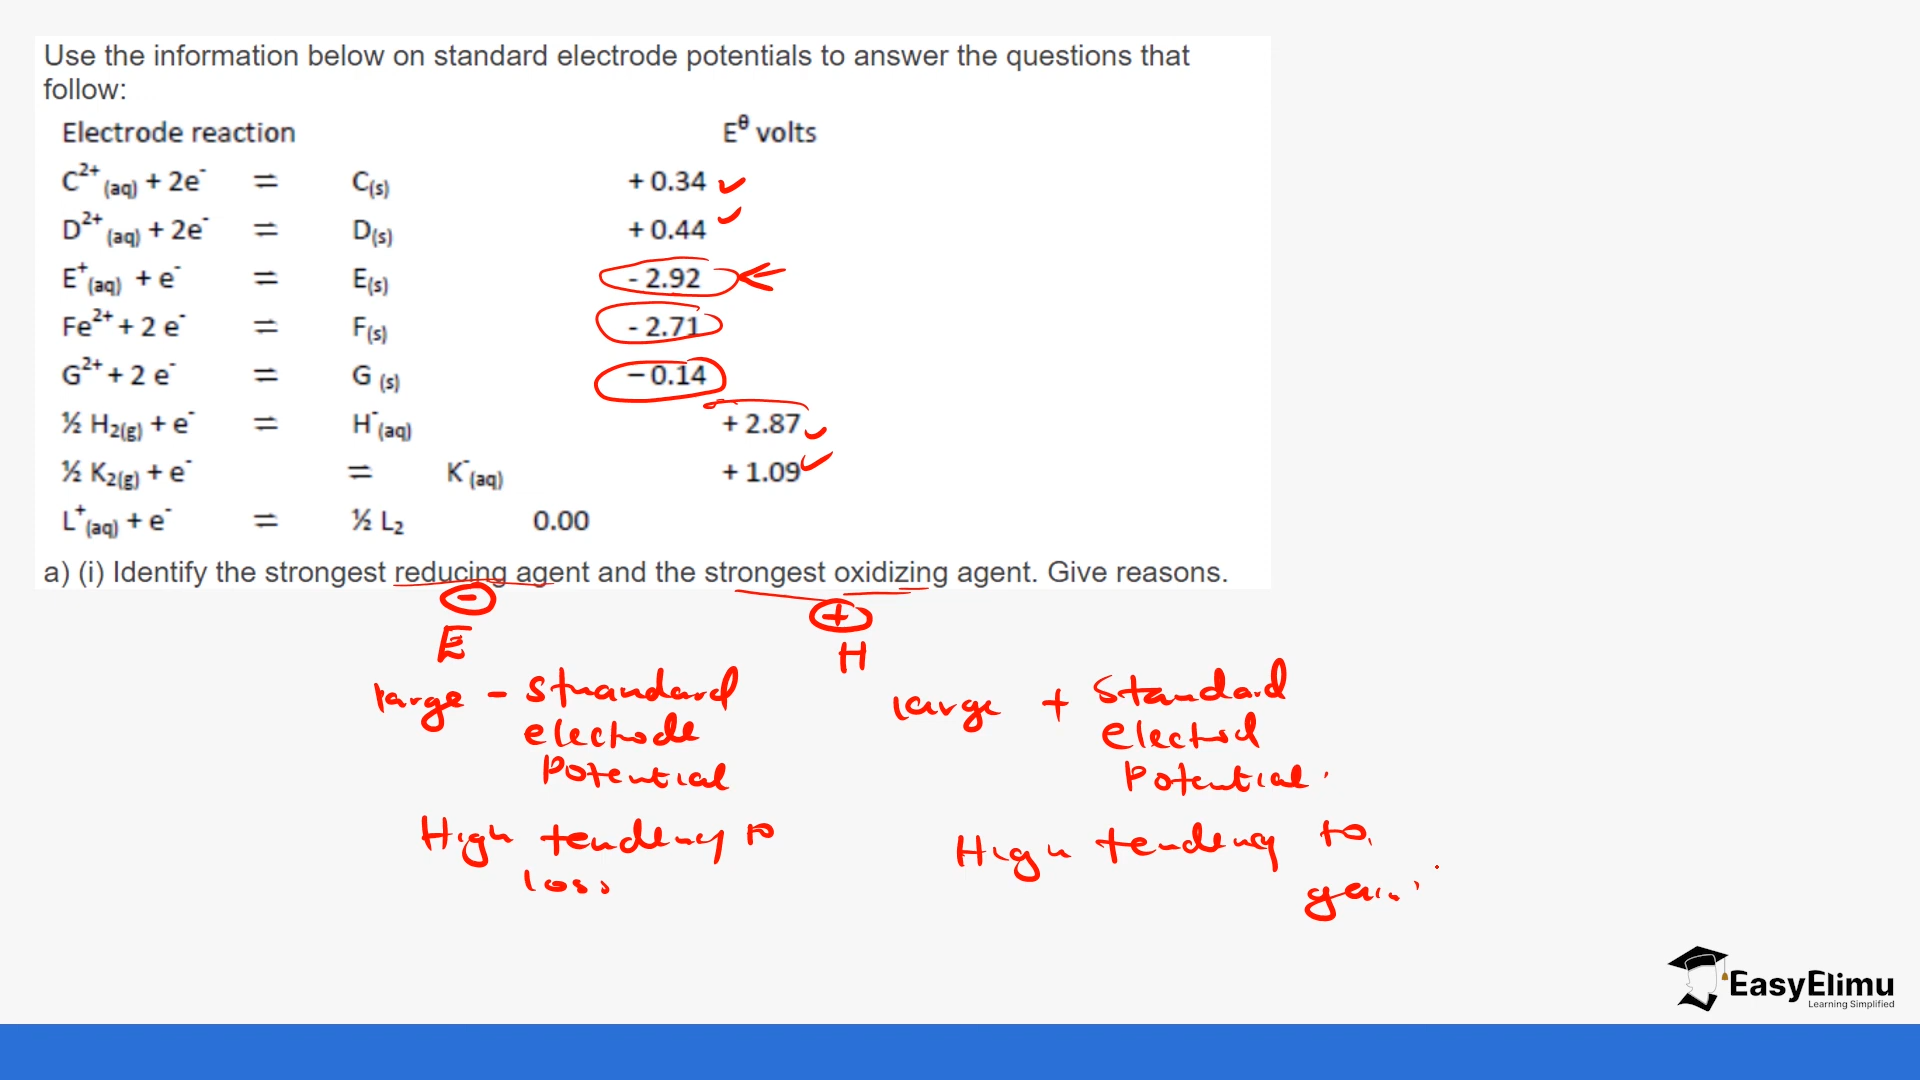 Use the information below on standard electrode potentials to answer the questions that
follow:
Electrode reaction E^θ volts
C²⁺(aq) + 2e⁻ ⇌ C(s) + 0.34
D²⁺(aq) + 2e⁻ ⇌ D(s) + 0.44
E⁺(aq) + e⁻ ⇌ E(s) - 2.92
Fe²⁺ + 2 e⁻ ⇌ F(s) - 2.71
G²⁺ + 2 e⁻ ⇌ G (s) – 0.14
½ H₂(g) + e⁻ ⇌ H⁻(aq) + 2.87
½ K₂(g) + e⁻ ⇌ K⁻(aq) + 1.09
L⁺(aq) + e⁻ ⇌ ½ L₂ 0.00
a) (i) Identify the strongest reducing agent and the strongest oxidizing agent. Give reasons.
- +
E H
large - Standard large + Standard
electrode electrod
Potential Potential.
High tendency to High tendency to
loss gain
EasyElimu
Learning Simplified